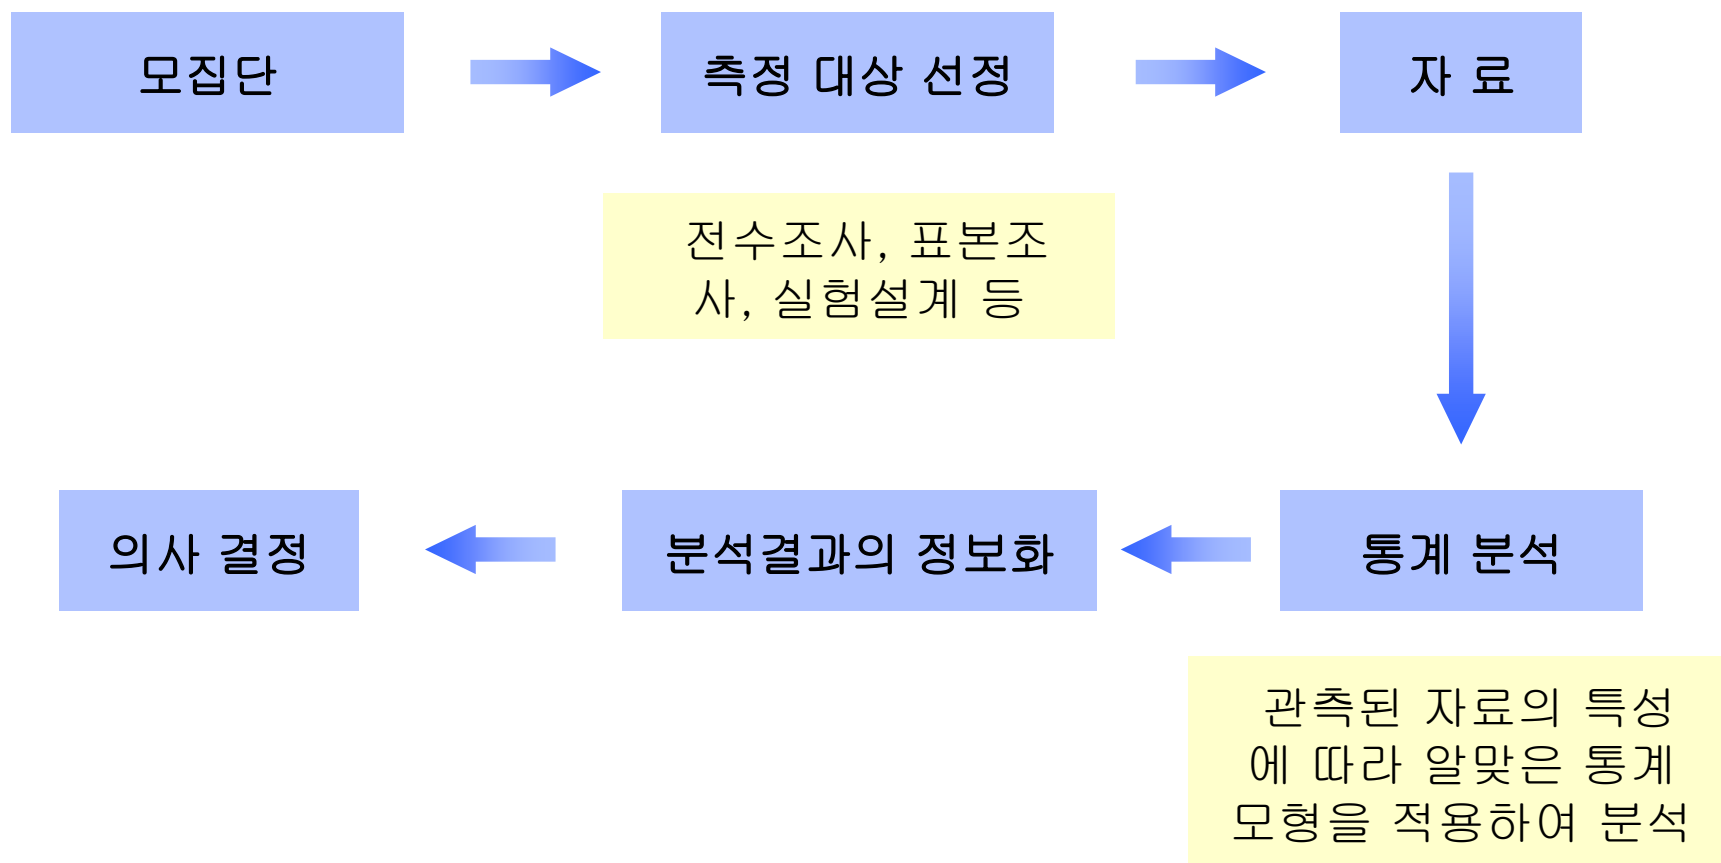 모집단
측정 대상 선정
자 료
전수조사, 표본조
사, 실험설계 등
의사 결정
분석결과의 정보화
통계 분석
관측된 자료의 특성
에 따라 알맞은 통계
모형을 적용하여 분석